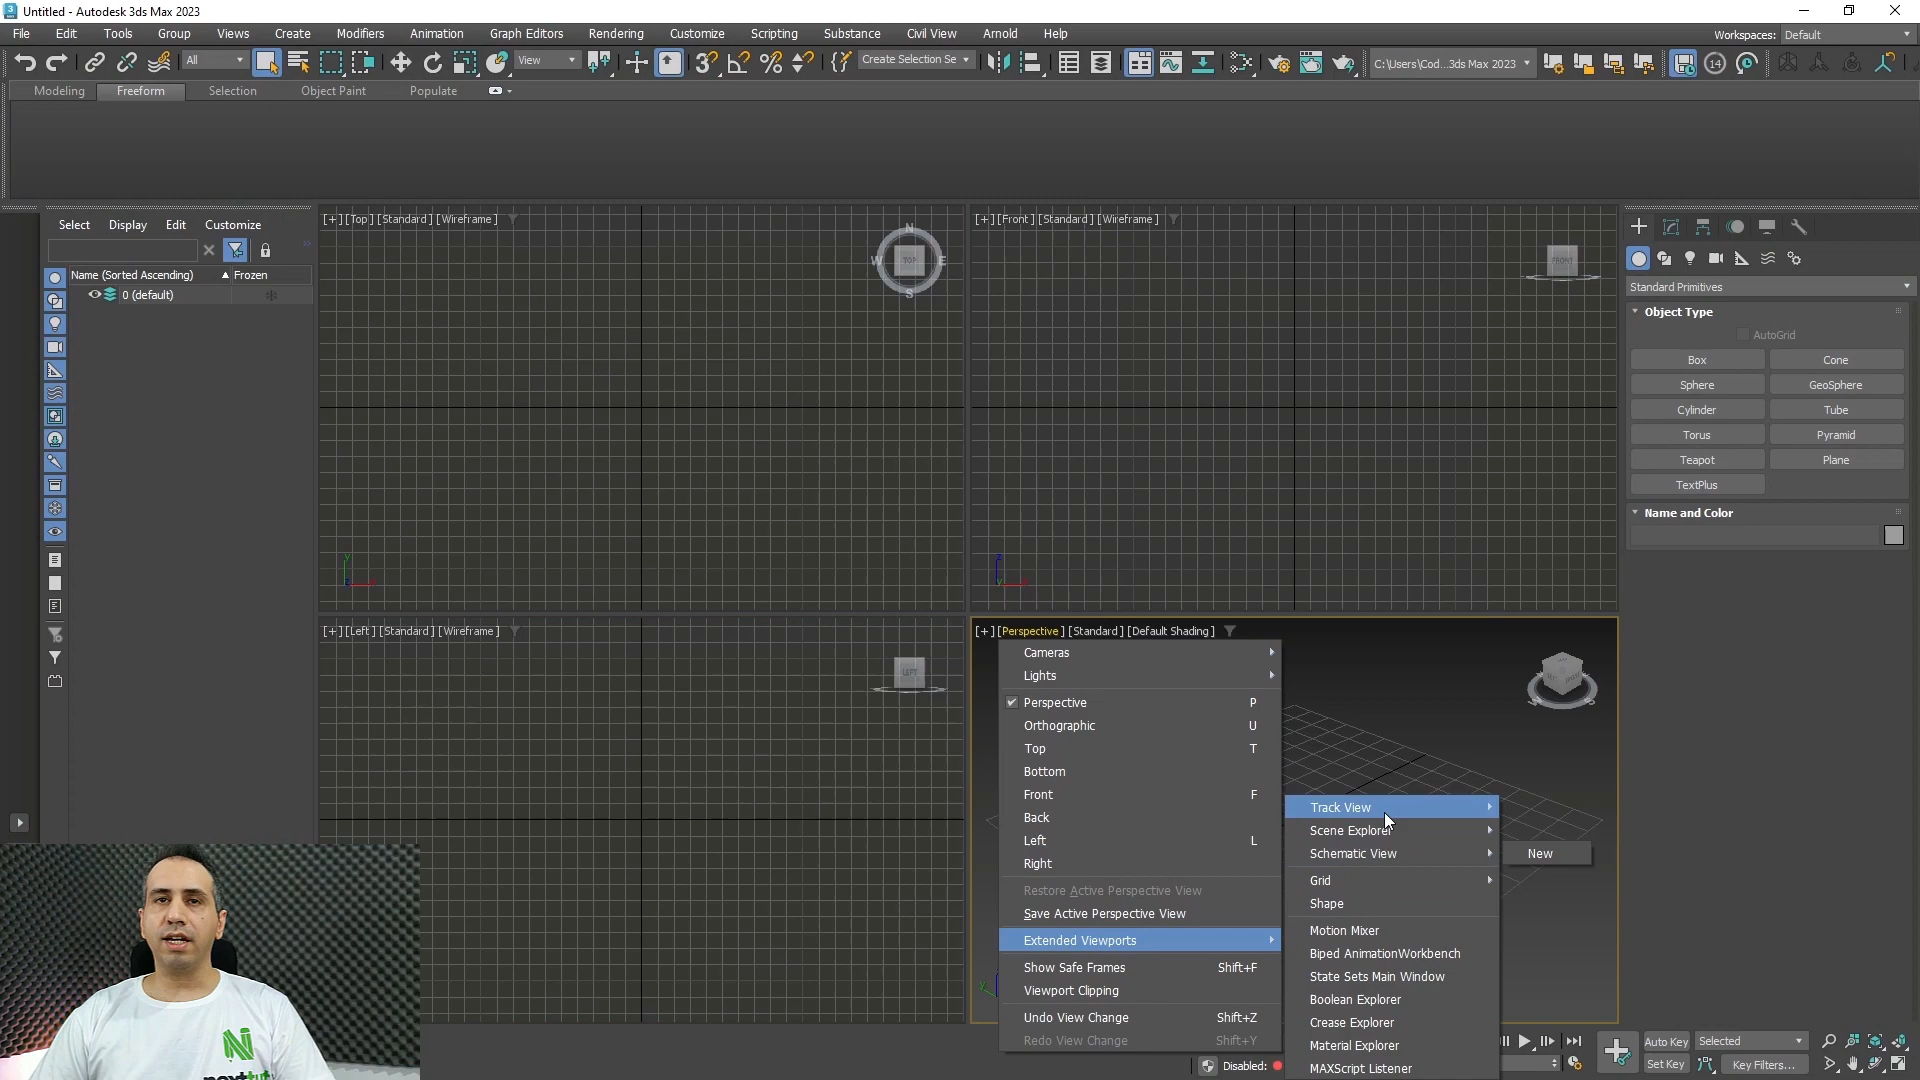 Untitled - Autodesk 3ds Max 2023
File Edit Tools Group Views Create Modifiers Animation Graph Editors Rendering Customize Scripting Substance Civil View Arnold Help
Workspaces: Default
All View Create Selection Se C:\Users\Cod...3ds Max 2023 14
Modeling Freeform Selection Object Paint Populate
Select Display Edit Customize
Name (Sorted Ascending) Frozen
0 (default)
[+][Top][Standard][Wireframe]
N
W TOP E
S
[+][Front][Standard][Wireframe]
FRONT
Standard Primitives
Object Type
AutoGrid
Box Cone
Sphere GeoSphere
Cylinder Tube
Torus Pyramid
Teapot Plane
TextPlus
Name and Color
[+][Left][Standard][Wireframe]
LEFT
[+][Perspective][Standard][Default Shading]
Cameras
Lights
Perspective P
Orthographic U
Top T
Bottom
Front F
Back
Left L
Right
Restore Active Perspective View
Save Active Perspective View
Extended Viewports
Show Safe Frames Shift+F
Viewport Clipping
Undo View Change Shift+Z
Redo View Change Shift+Y
Track View
Scene Explorer
Schematic View
New
Grid
Shape
Motion Mixer
Biped AnimationWorkbench
State Sets Main Window
Boolean Explorer
Crease Explorer
Material Explorer
MAXScript Listener
Disabled:
Auto Key Selected
Set Key Key Filters...